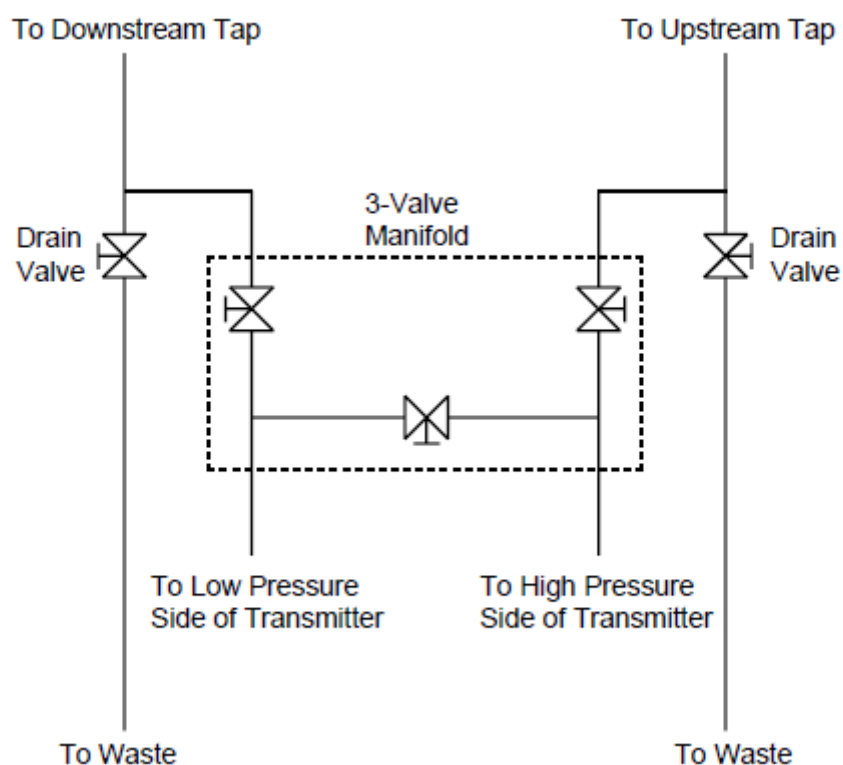 To Downstream Tap
To Upstream Tap
3-Valve
Manifold
Drain
Valve
Drain
Valve
To Low Pressure
Side of Transmitter
To High Pressure
Side of Transmitter
To Waste
To Waste